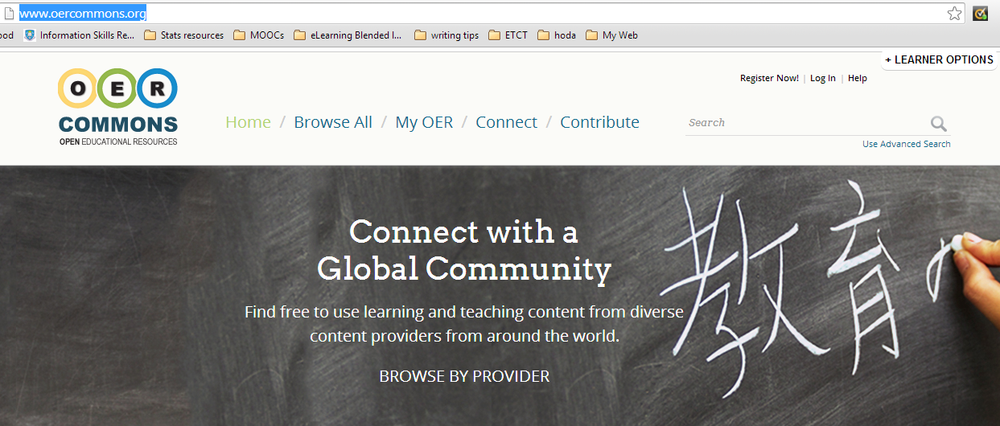 www.oercommons.org
ood Information Skills Re... Stats resources MOOCs eLearning Blended l... writing tips ETCT hoda My Web
+ LEARNER OPTIONS
Register Now! | Log In | Help
O E R
COMMONS
OPEN EDUCATIONAL RESOURCES
Home / Browse All / My OER / Connect / Contribute
Search
Use Advanced Search
Connect with a
Global Community
Find free to use learning and teaching content from diverse
content providers from around the world.
BROWSE BY PROVIDER
教育